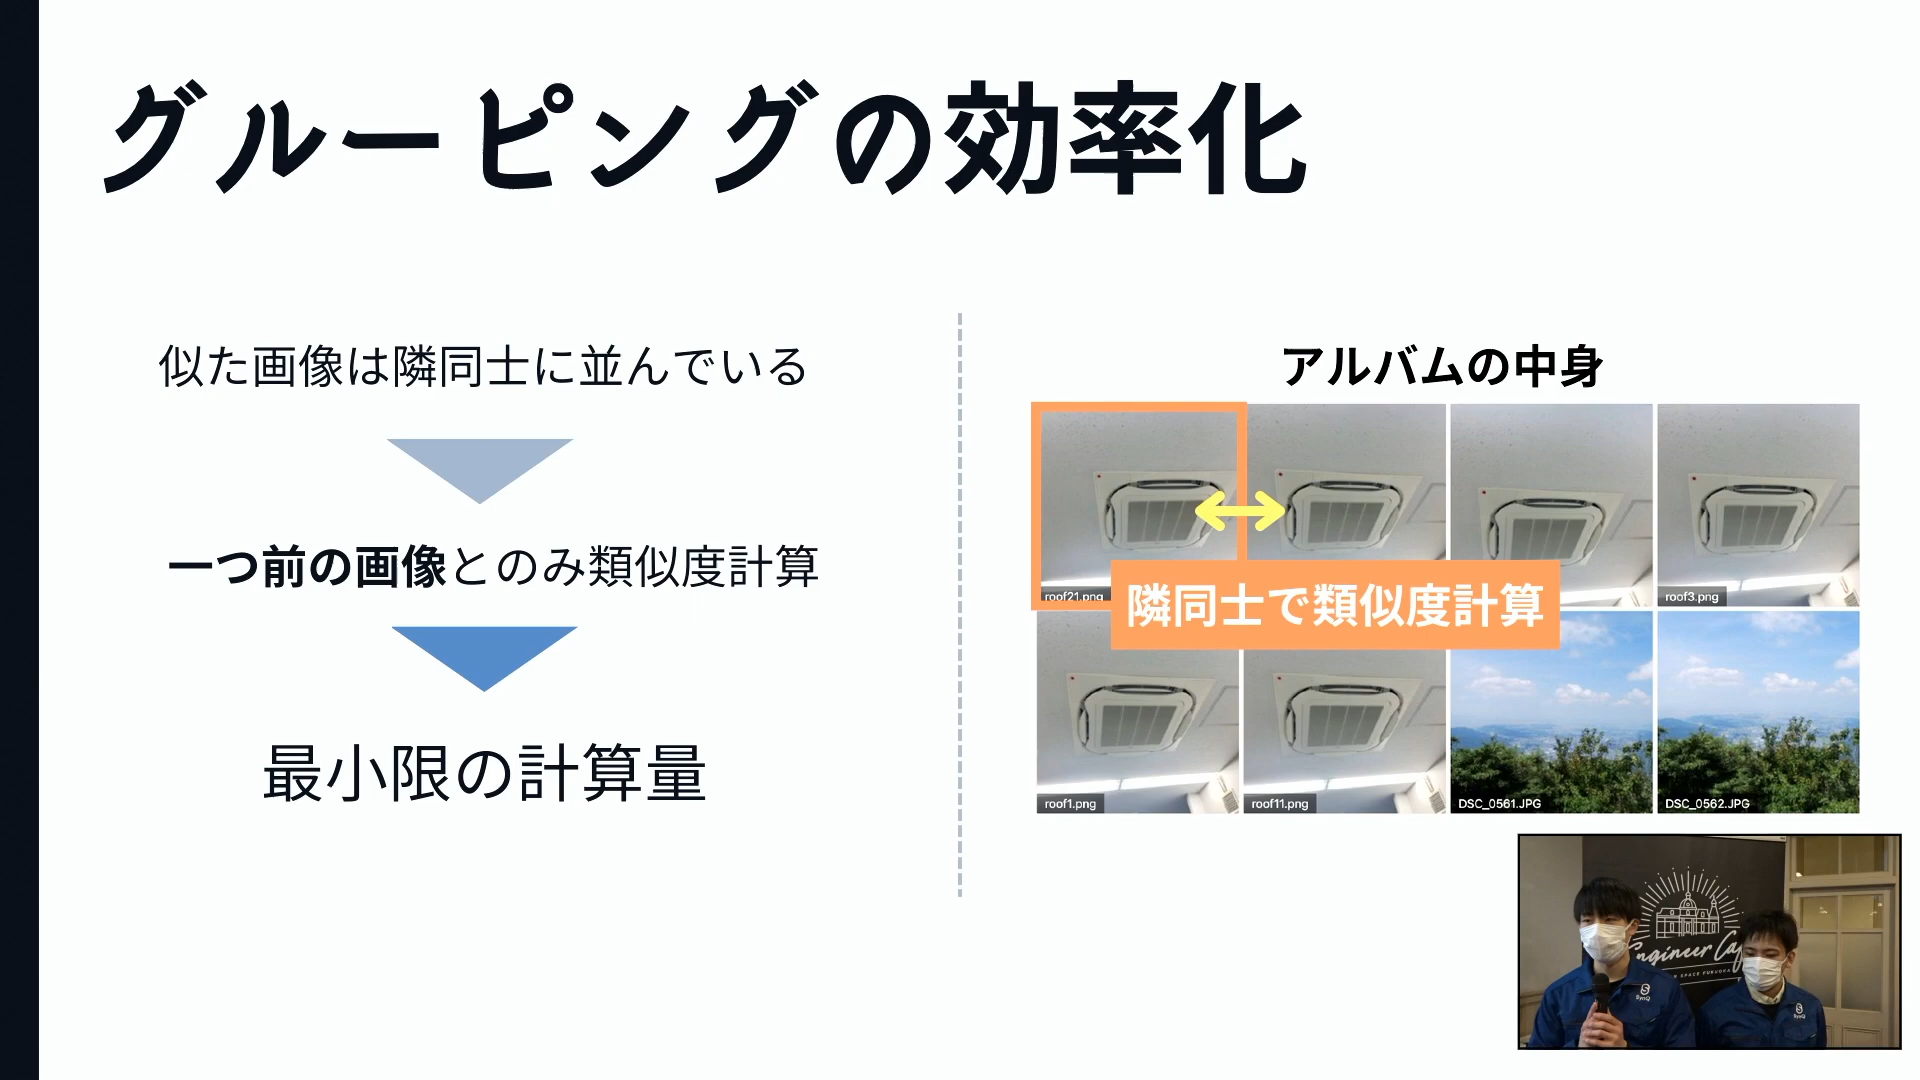 グルーピングの効率化
似た画像は隣同士に並んでいる
一つ前の画像とのみ類似度計算
最小限の計算量
アルバムの中身
roof21.png
roof3.png
隣同士で類似度計算
roof1.png
roof11.png
DSC_0561.JPG
DSC_0562.JPG
SynQ
SynQ